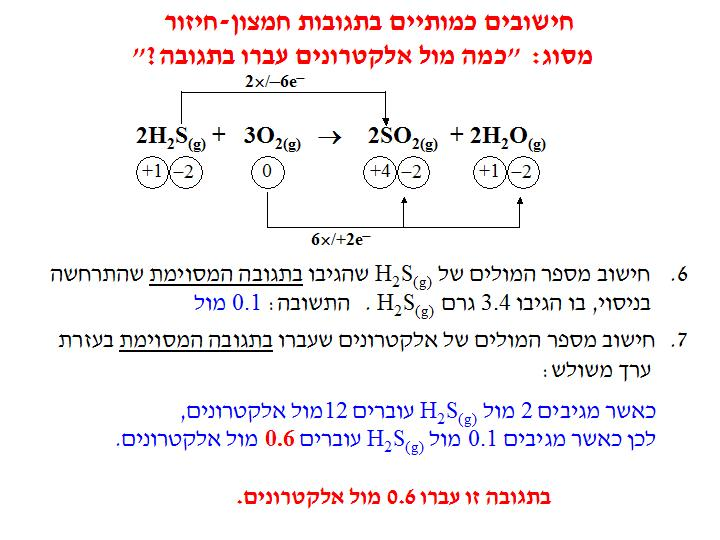 חישובים כמותיים בתגובות חמצון-חיזור
מסוג: "כמה מול אלקטרונים עברו בתגובה?"
2×/–6e–
2H2S(g) + 3O2(g) → 2SO2(g) + 2H2O(g)
+1 –2 0 +4 –2 +1 –2
6×/+2e–
6. חישוב מספר המולים של H2S(g) שהגיבו בתגובה המסוימת שהתרחשה
בניסוי, בו הגיבו 3.4 גרם H2S(g) . התשובה: 0.1 מול
7. חישוב מספר המולים של אלקטרונים שעברו בתגובה המסוימת בעזרת
ערך משולש:
כאשר מגיבים 2 מול H2S(g) עוברים 12מול אלקטרונים,
לכן כאשר מגיבים 0.1 מול H2S(g) עוברים 0.6 מול אלקטרונים.
בתגובה זו עברו 0.6 מול אלקטרונים.